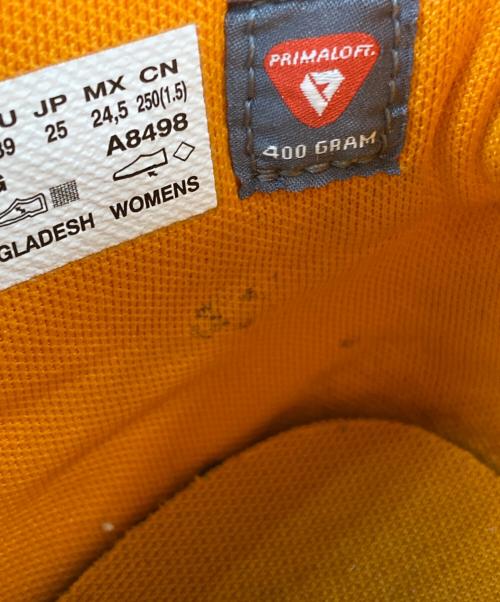 U JP MX CN
39 25 24,5 250(1.5)
G A8498
GLADESH WOMENS
PRIMALOFT®
400 GRAM